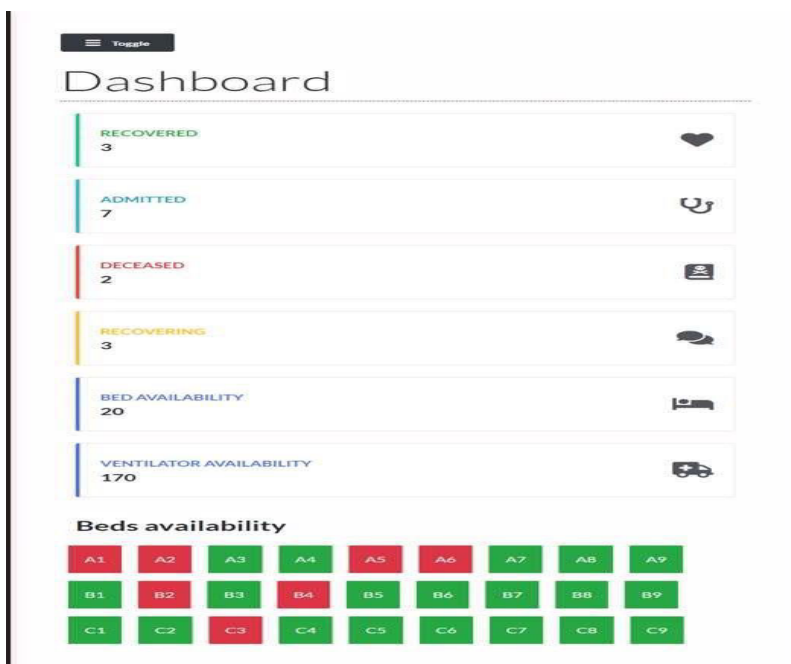 Toggle
Dashboard
RECOVERED
3
ADMITTED
7
DECEASED
2
RECOVERING
3
BED AVAILABILITY
20
VENTILATOR AVAILABILITY
170
Beds availability
A1 A2 A3 A4 A5 A6 A7 A8 A9
B1 B2 B3 B4 B5 B6 B7 B8 B9
C1 C2 C3 C4 C5 C6 C7 C8 C9